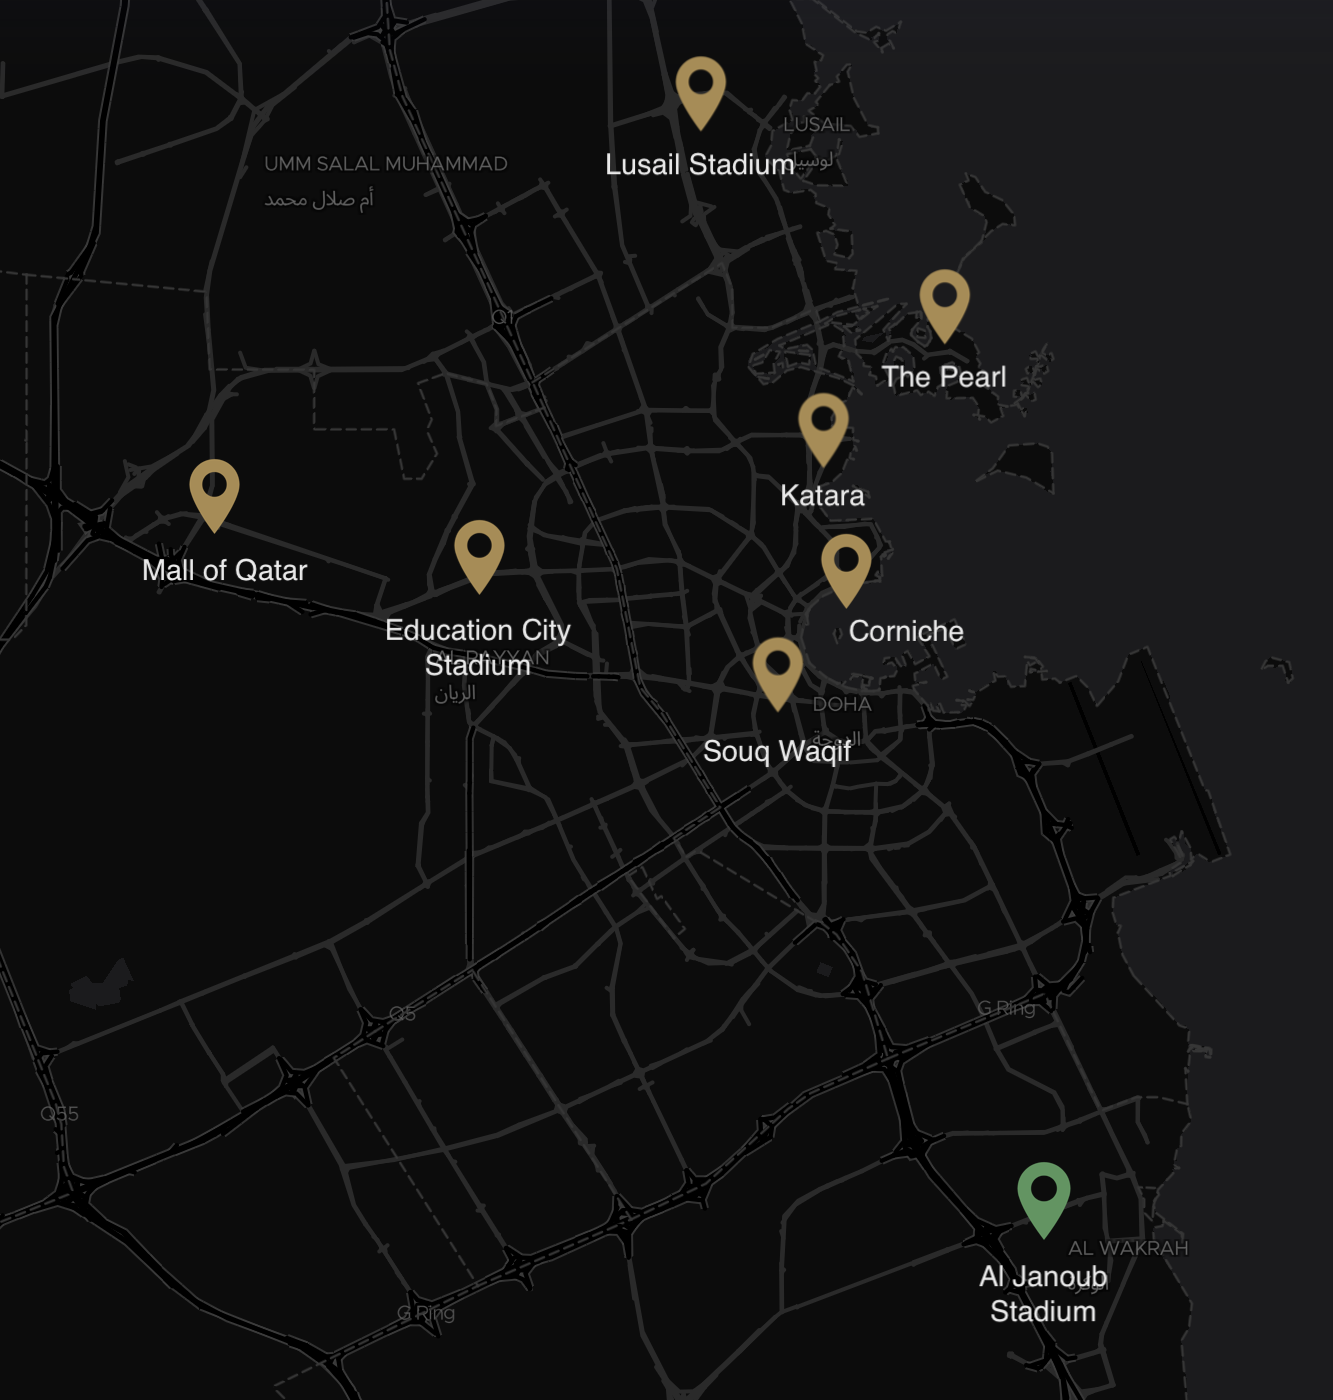 LUSAIL
لوسيل
Lusail Stadium
UMM SALAL MUHAMMAD
أم صلال محمد
Q1
The Pearl
Katara
Mall of Qatar
Education City
Stadium
AL RAYYAN
الريان
Corniche
DOHA
الدوحة
Souq Waqif
G Ring
Q5
Q55
AL WAKRAH
الوكرة
Al Janoub
Stadium
G Ring